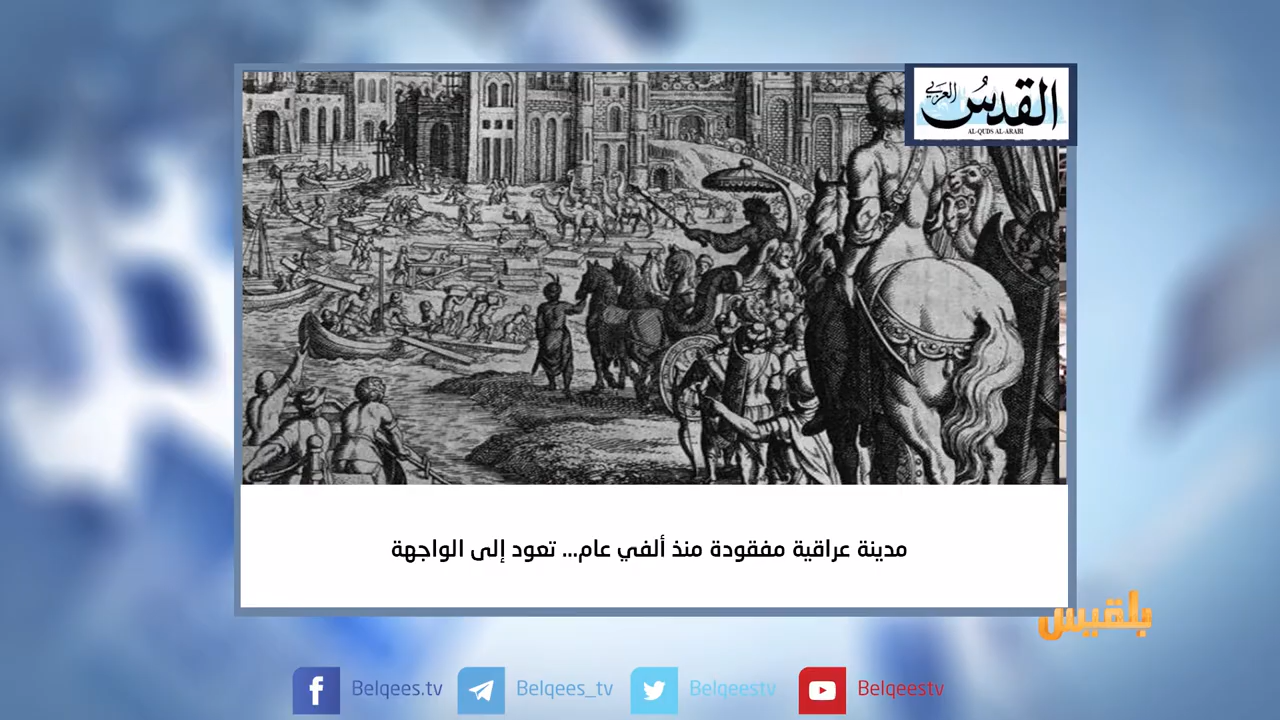 القدس العربي
AL-QUDS AL-ARABI
مدينة عراقية مفقودة منذ ألفي عام... تعود إلى الواجهة
بلقيس
Belqees.tv
Belqees_tv
Belqeestv
Belqeestv